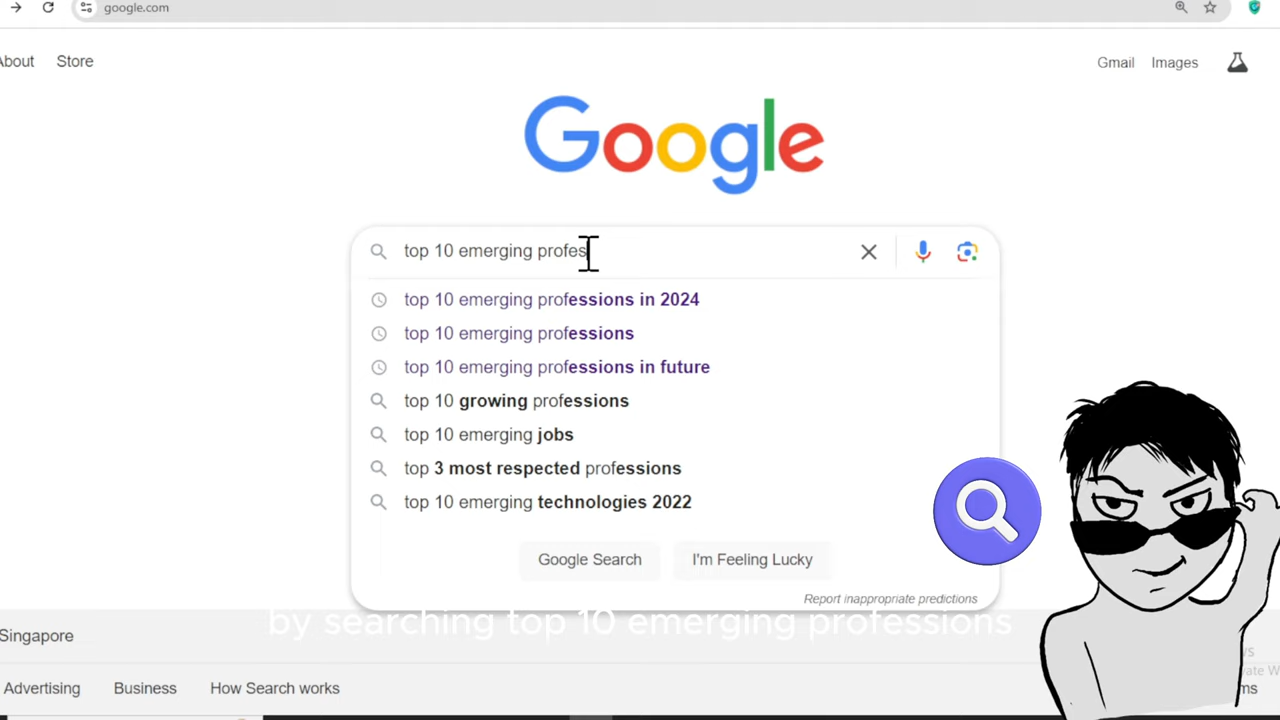 google.com
About Store
Gmail Images
Google
top 10 emerging profes
top 10 emerging professions in 2024
top 10 emerging professions
top 10 emerging professions in future
top 10 growing professions
top 10 emerging jobs
top 3 most respected professions
top 10 emerging technologies 2022
Google Search I'm Feeling Lucky
Report inappropriate predictions
by searching top 10 emerging professions
Singapore
Advertising Business How Search works